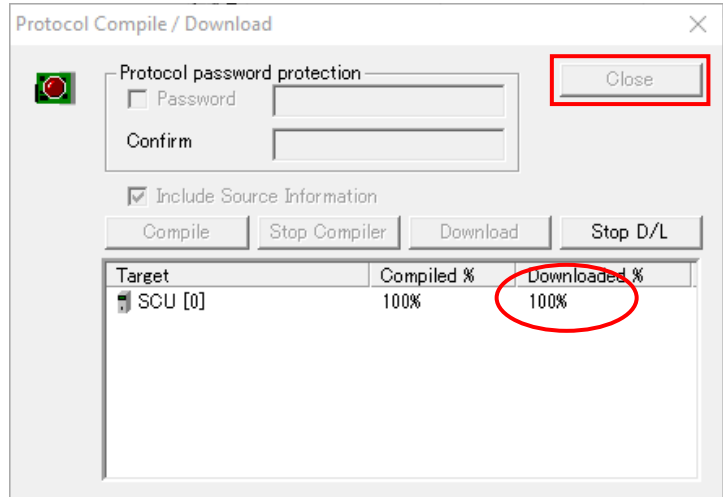 Protocol Compile / Download
Protocol password protection
Close
Password
Confirm
Include Source Information
Compile Stop Compiler Download Stop D/L
Target Compiled % Downloaded %
SCU [0] 100% 100%